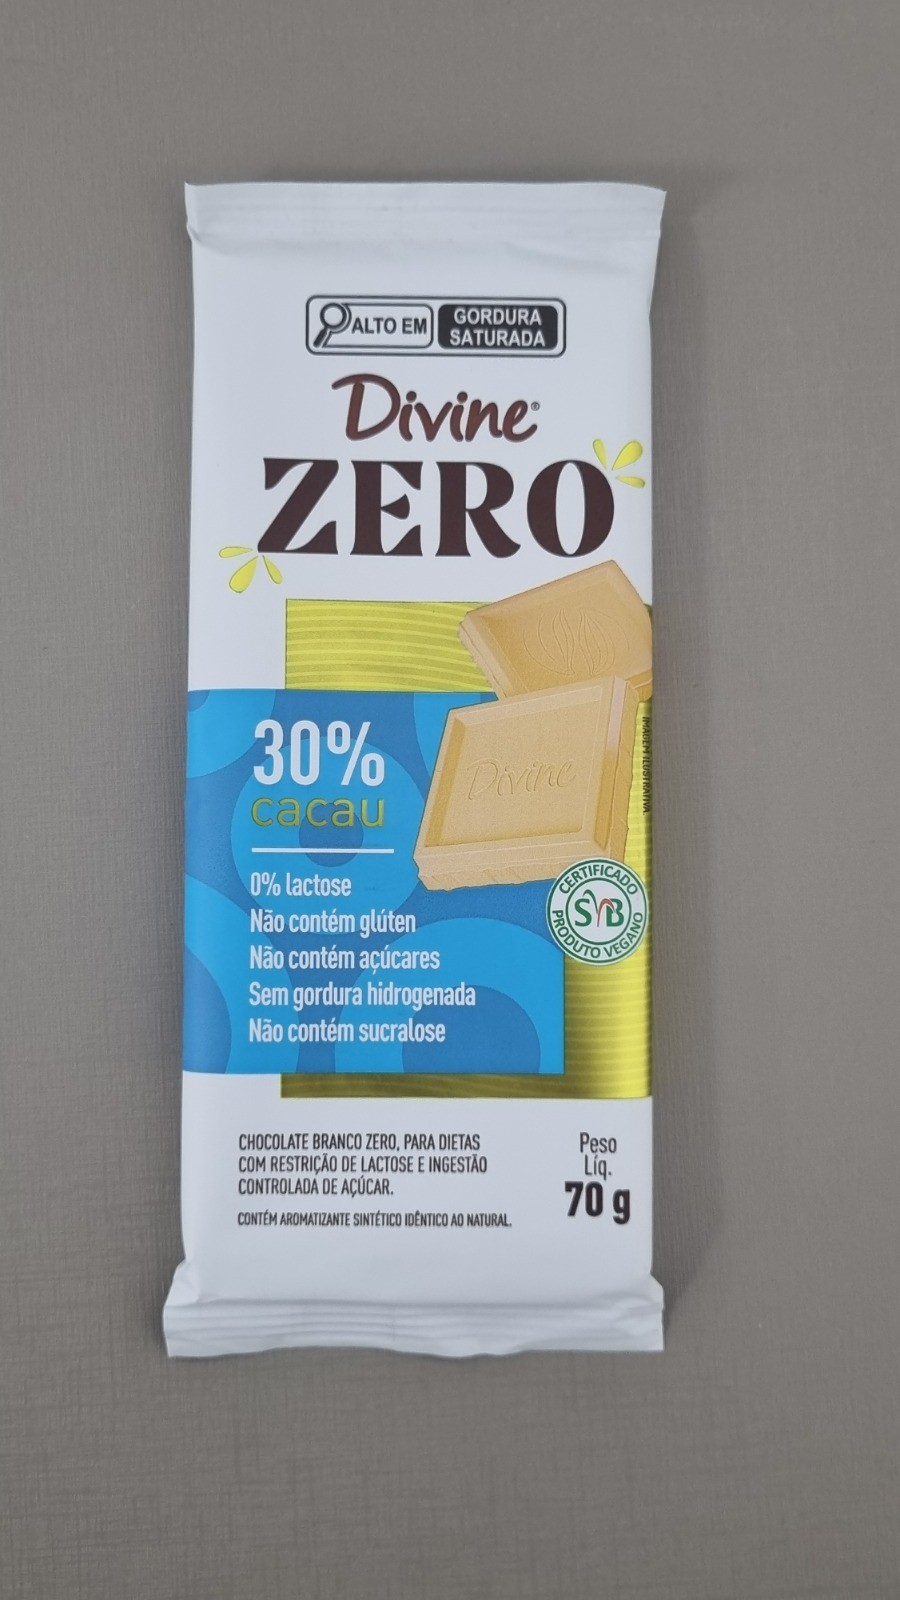 ALTO EM
GORDURA
SATURADA
Divine®
ZERO
Divine
30%
cacau
0% lactose
Não contém glúten
Não contém açúcares
Sem gordura hidrogenada
Não contém sucralose
IMAGEM ILUSTRATIVA.
CERTIFICADO
SVB
PRODUTO VEGANO
CHOCOLATE BRANCO ZERO, PARA DIETAS
COM RESTRIÇÃO DE LACTOSE E INGESTÃO
CONTROLADA DE AÇÚCAR.
CONTÉM AROMATIZANTE SINTÉTICO IDÊNTICO AO NATURAL.
Peso
Líq.
70 g